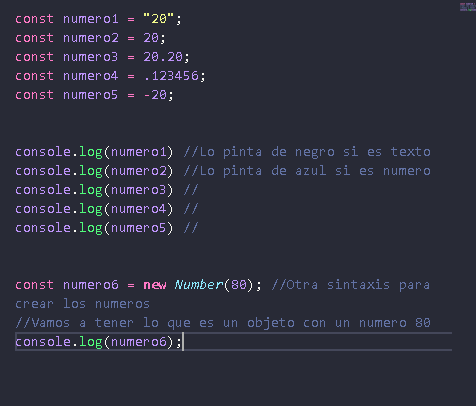 const numero1 = "20";
const numero2 = 20;
const numero3 = 20.20;
const numero4 = .123456;
const numero5 = -20;
console.log(numero1) //Lo pinta de negro si es texto
console.log(numero2) //Lo pinta de azul si es numero
console.log(numero3) //
console.log(numero4) //
console.log(numero5) //
const numero6 = new Number(80); //Otra sintaxis para
crear los numeros
//Vamos a tener lo que es un objeto con un numero 80
console.log(numero6);